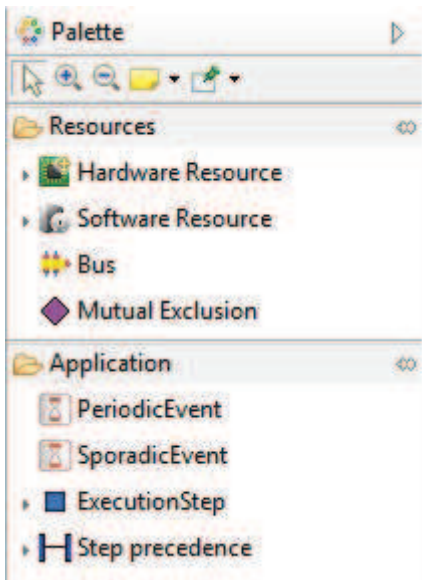 Palette
Resources
Hardware Resource
Software Resource
Bus
Mutual Exclusion
Application
PeriodicEvent
SporadicEvent
ExecutionStep
Step precedence